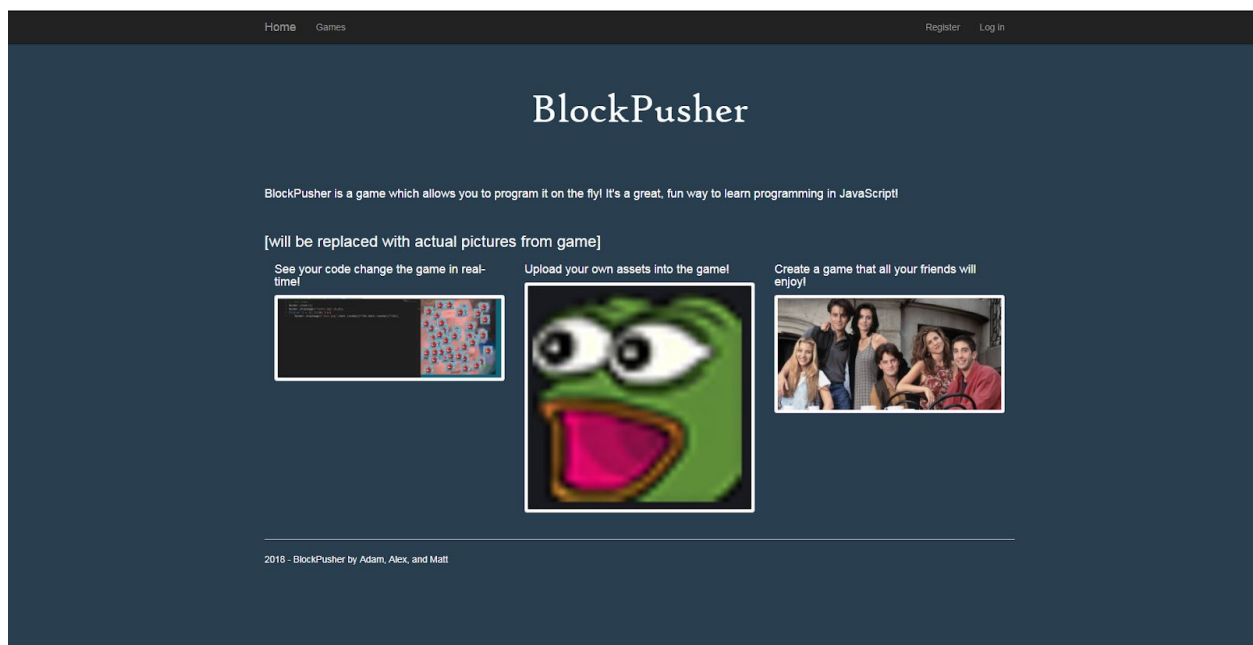 Home Games Register Log in
BlockPusher
BlockPusher is a game which allows you to program it on the fly! It's a great, fun way to learn programming in JavaScript!
[will be replaced with actual pictures from game]
See your code change the game in real-
time!
Upload your own assets into the game!
Create a game that all your friends will
enjoy!
2018 - BlockPusher by Adam, Alex, and Matt